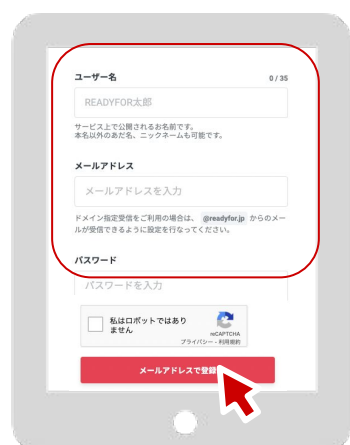 ユーザー名
0 / 35
READYFOR太郎
サービス上で公開されるお名前です。
本名以外のあだ名、ニックネームも可能です。
メールアドレス
メールアドレスを入力
ドメイン指定受信をご利用の場合は、 @readyfor.jp からのメー
ルが受信できるように設定を行なってください。
パスワード
パスワードを入力
私はロボットではあり
ません
reCAPTCHA
プライバシー - 利用規約
メールアドレスで登録